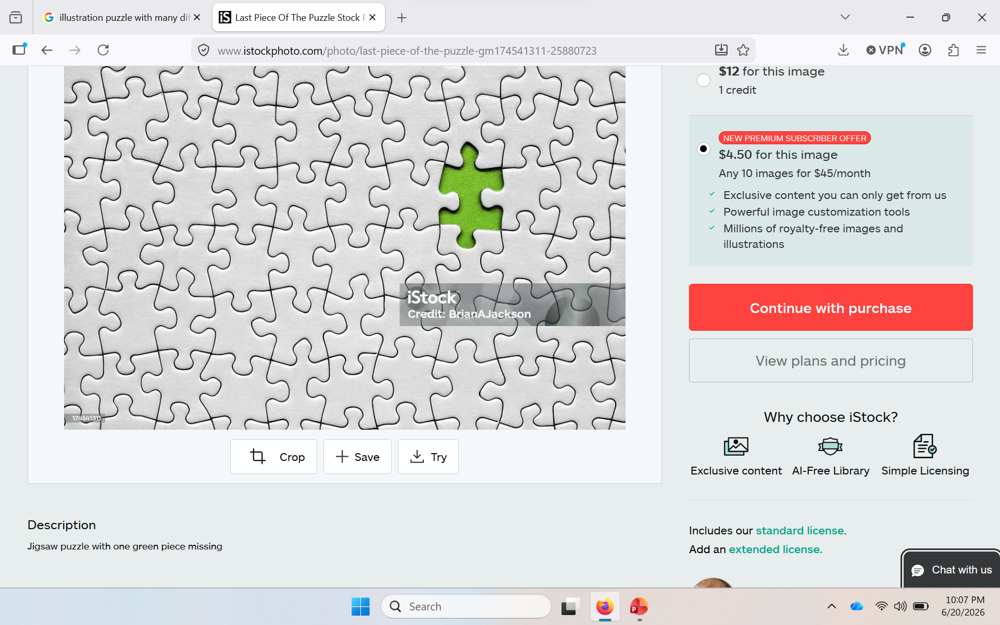 illustration puzzle with many dif
iS Last Piece Of The Puzzle Stock P
www.istockphoto.com/photo/last-piece-of-the-puzzle-gm174541311-25880723
VPN
$12 for this image
1 credit
NEW PREMIUM SUBSCRIBER OFFER
$4.50 for this image
Any 10 images for $45/month
Exclusive content you can only get from us
Powerful image customization tools
Millions of royalty-free images and
illustrations
iStock
Credit: BrianAJackson
174541311
Continue with purchase
View plans and pricing
Why choose iStock?
Exclusive content AI-Free Library Simple Licensing
Crop Save Try
Description
Jigsaw puzzle with one green piece missing
Includes our standard license.
Add an extended license.
Chat with us
Search
P
10:07 PM
6/20/2026